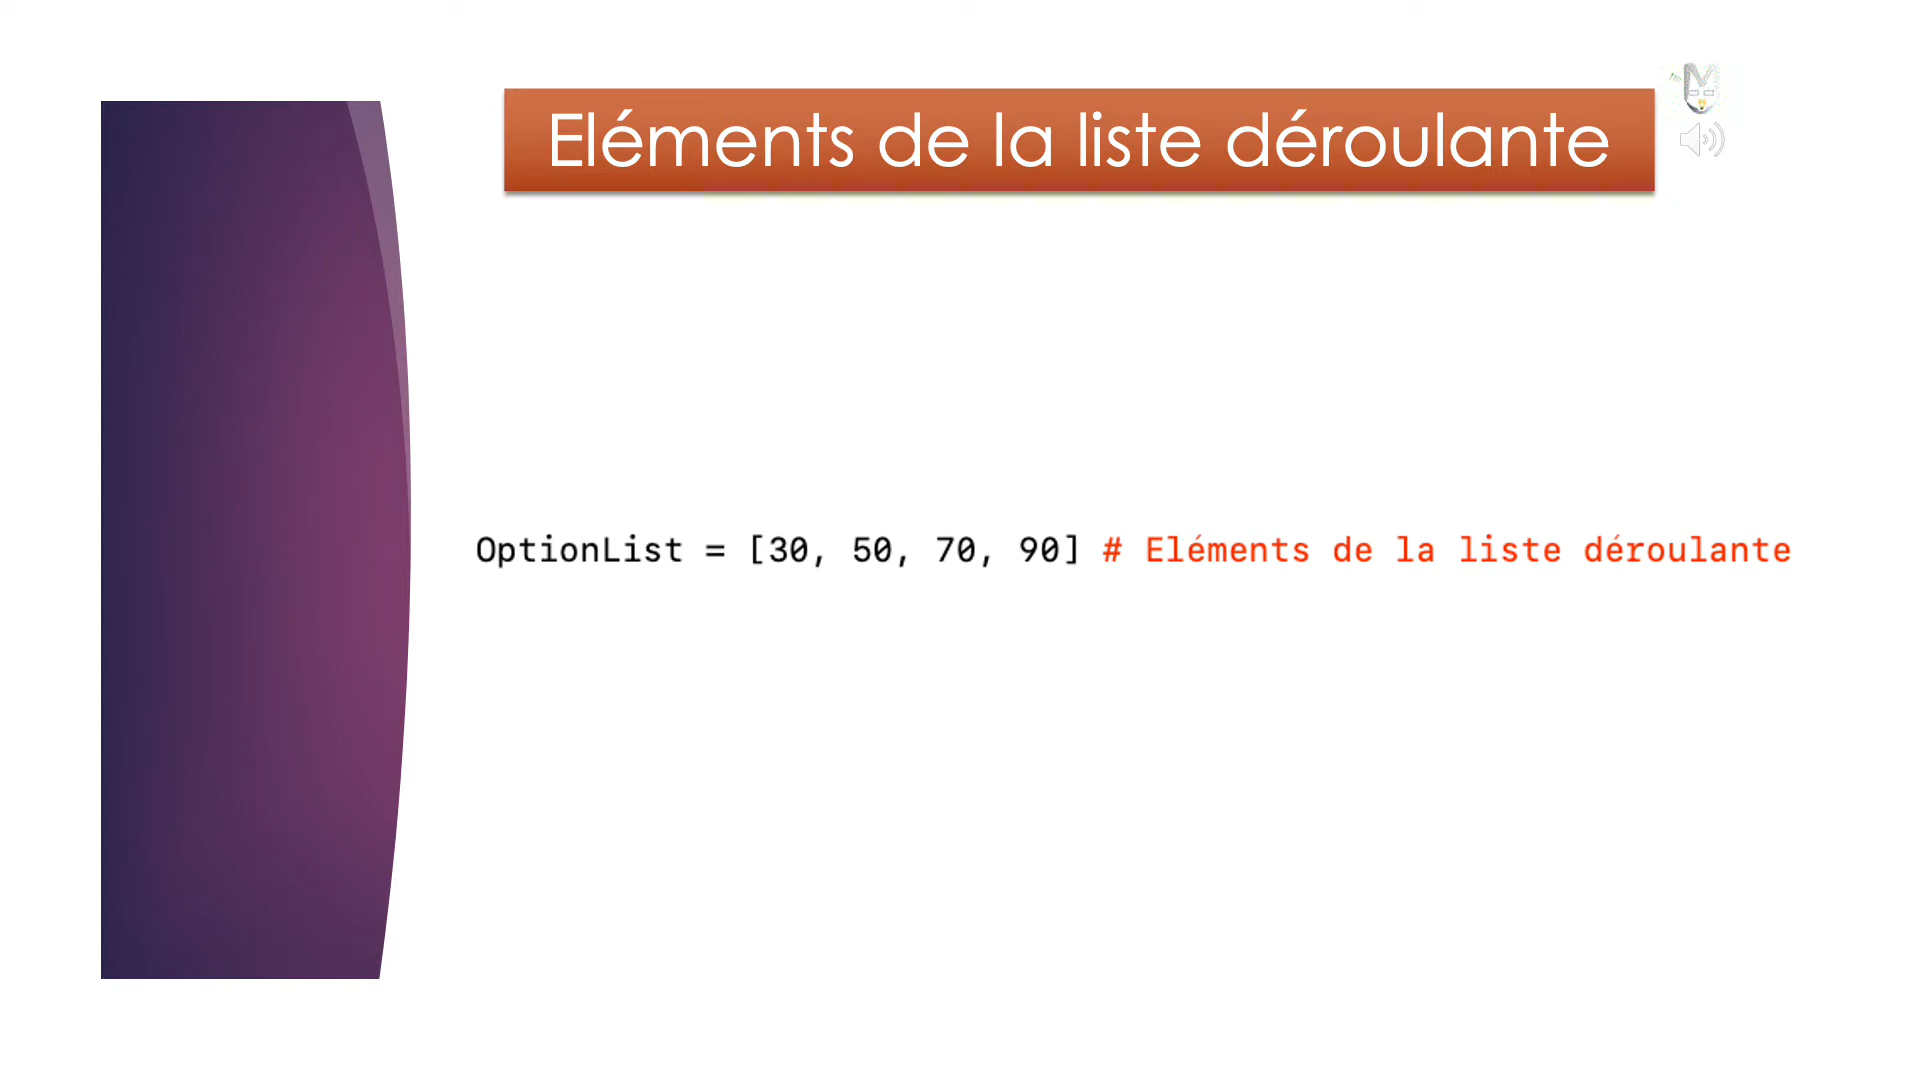 Eléments de la liste déroulante
OptionList = [30, 50, 70, 90] # Eléments de la liste déroulante